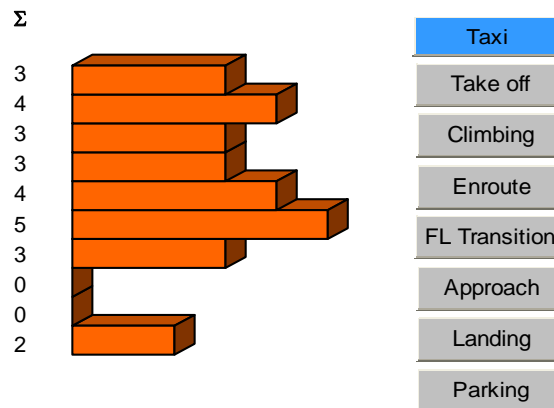 Σ
3
4
3
3
4
5
3
0
0
2
Taxi
Take off
Climbing
Enroute
FL Transition
Approach
Landing
Parking